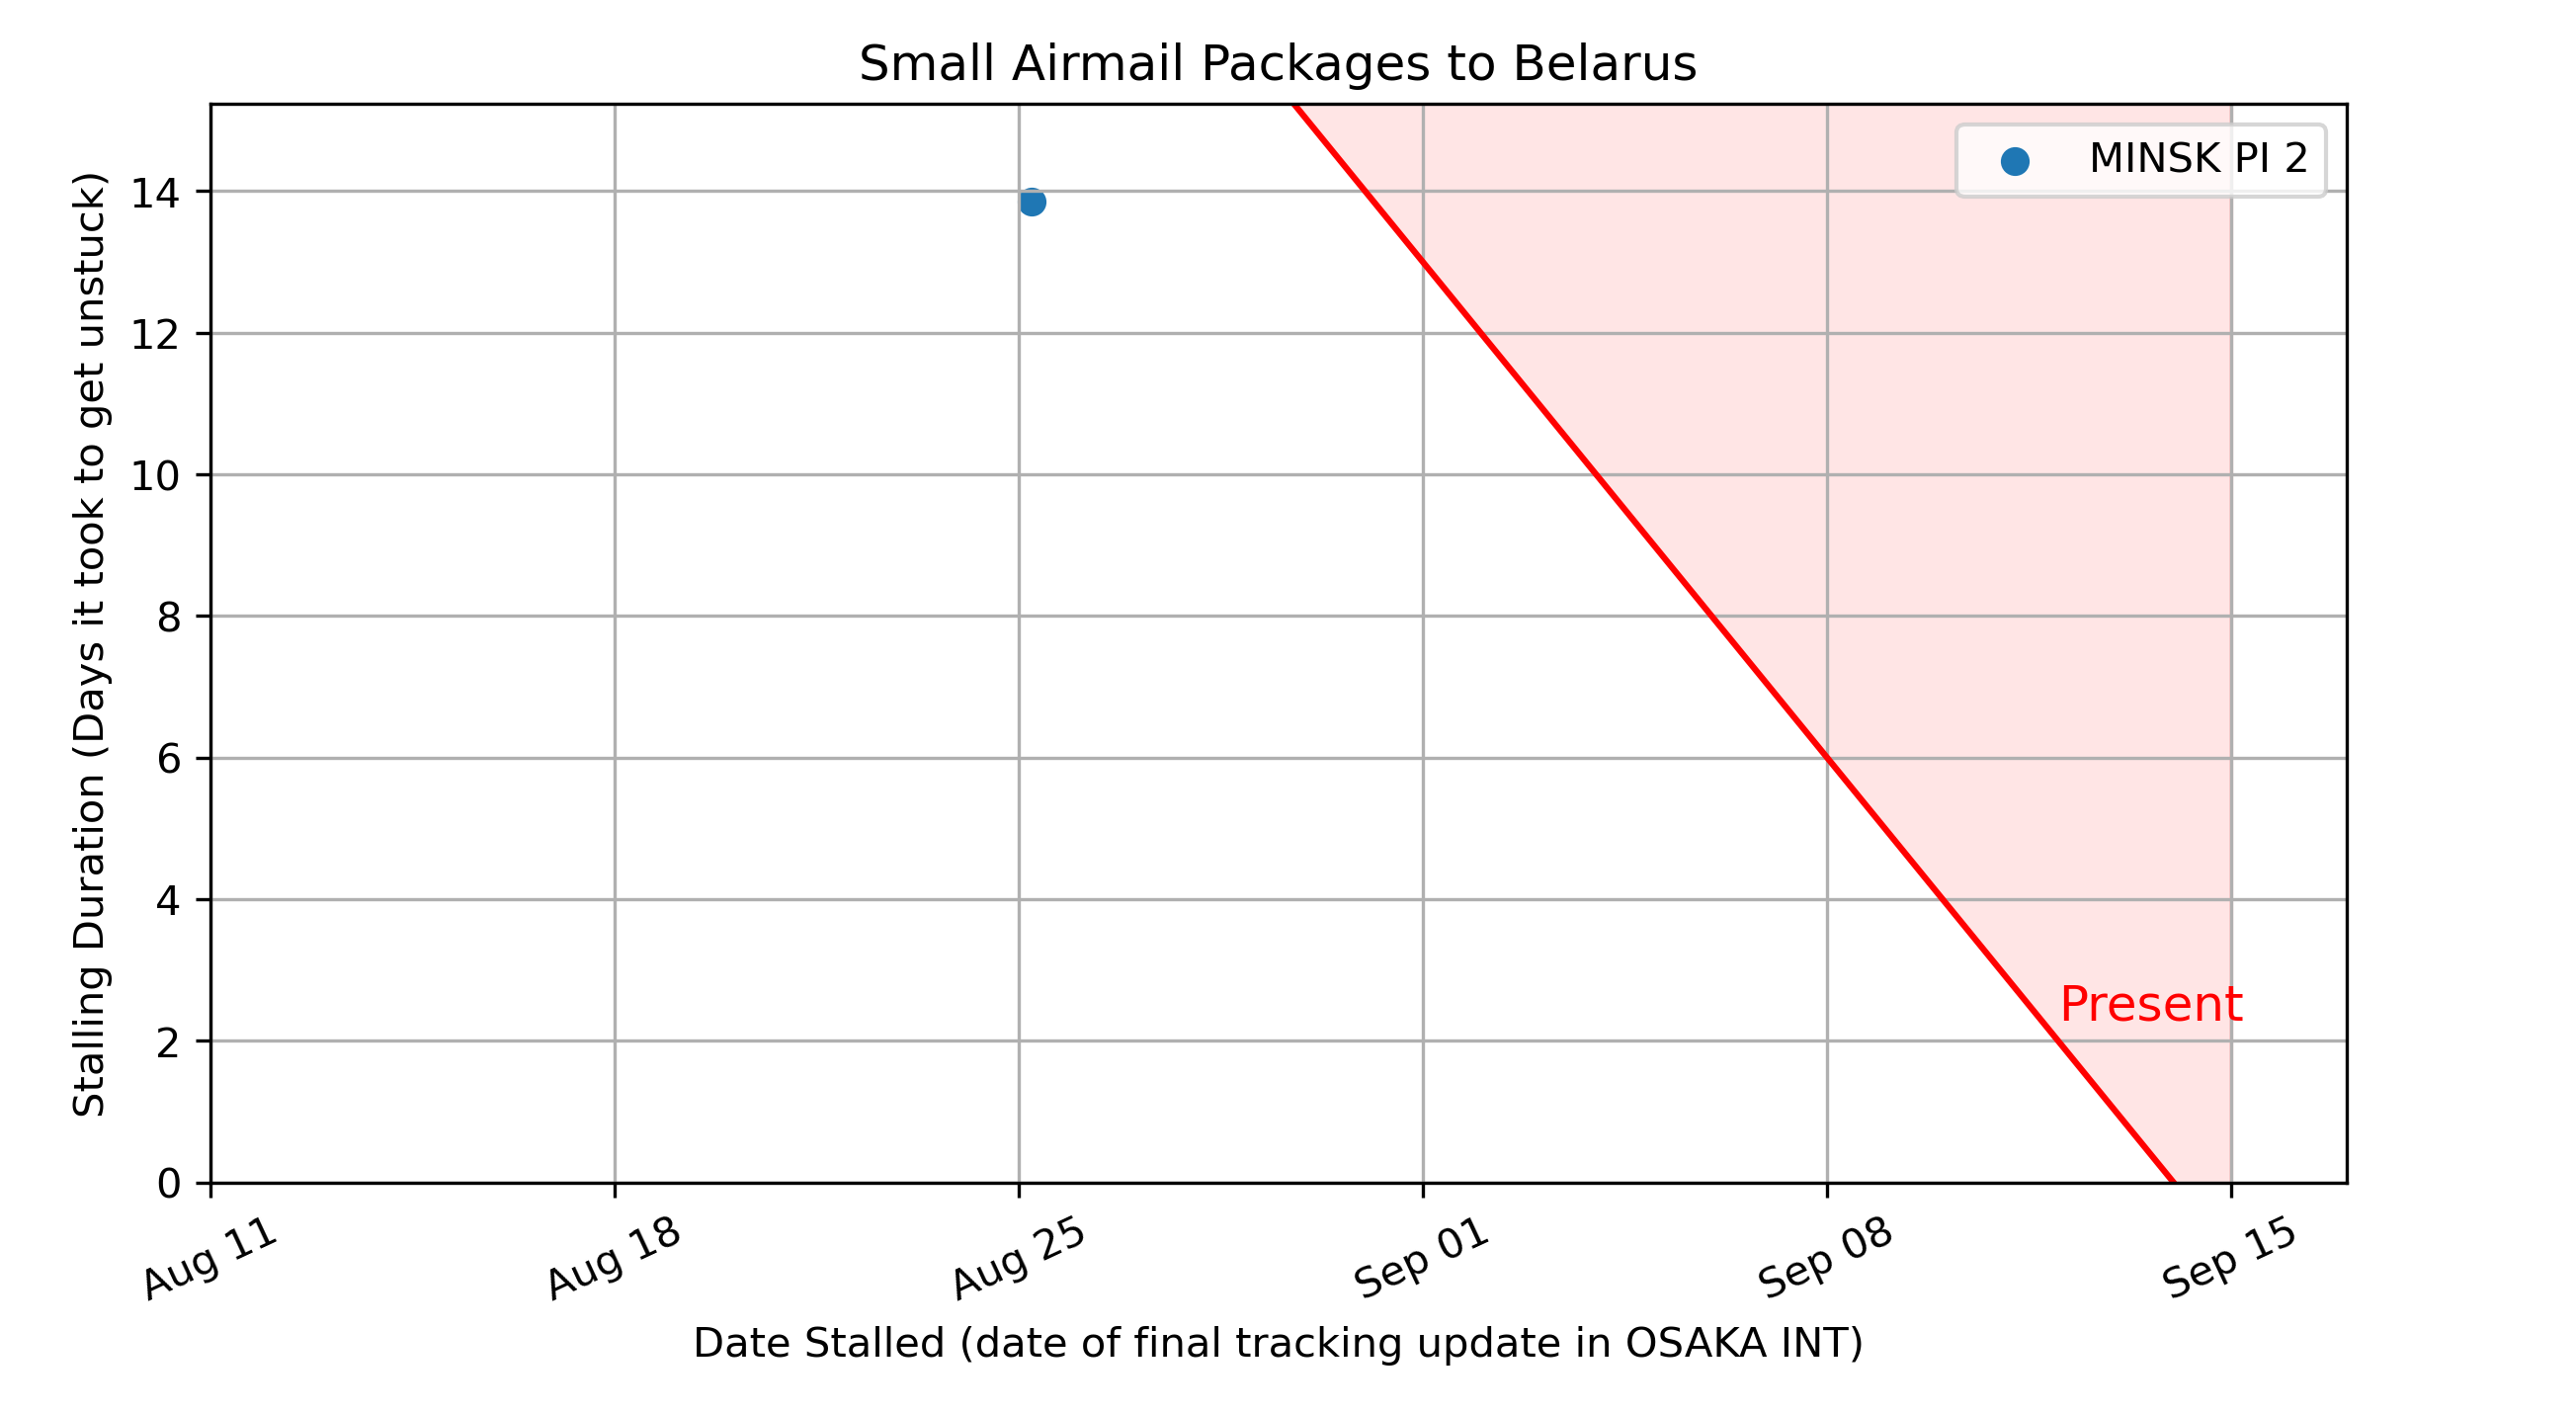 Small Airmail Packages to Belarus
MINSK PI 2
Stalling Duration (Days it took to get unstuck)
14
12
10
8
6
4
2
0
Present
Aug 11
Aug 18
Aug 25
Sep 01
Sep 08
Sep 15
Date Stalled (date of final tracking update in OSAKA INT)